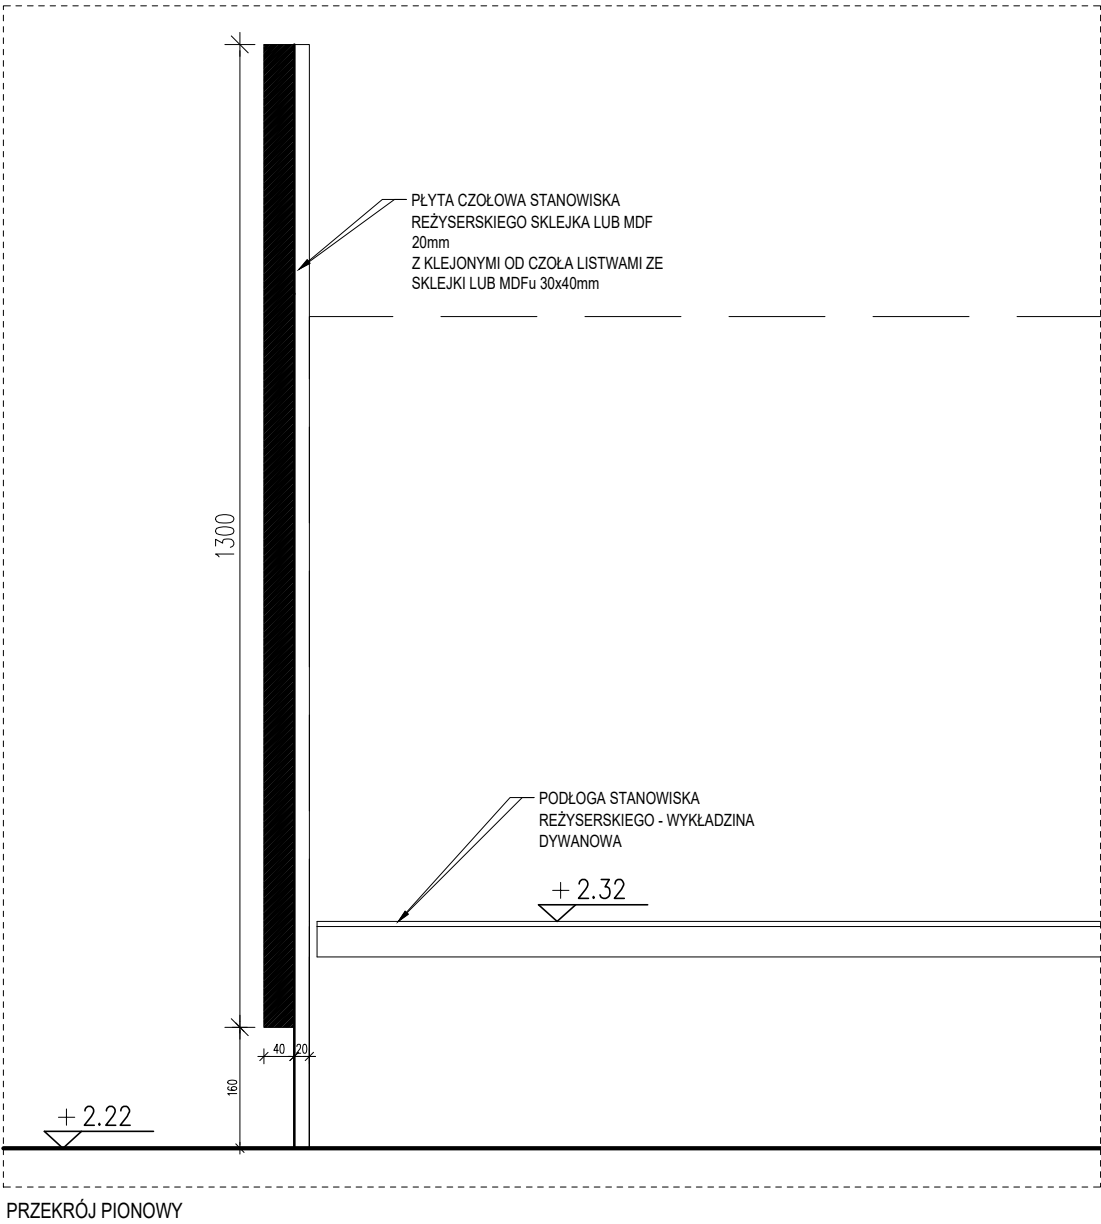 PŁYTA CZOŁOWA STANOWISKA
REŻYSERSKIEGO SKLEJKA LUB MDF
20mm
Z KLEJONYMI OD CZOŁA LISTWAMI ZE
SKLEJKI LUB MDFu 30x40mm
1300
PODŁOGA STANOWISKA
REŻYSERSKIEGO - WYKŁADZINA
DYWANOWA
+ 2.32
40 20
160
+ 2.22
PRZEKRÓJ PIONOWY